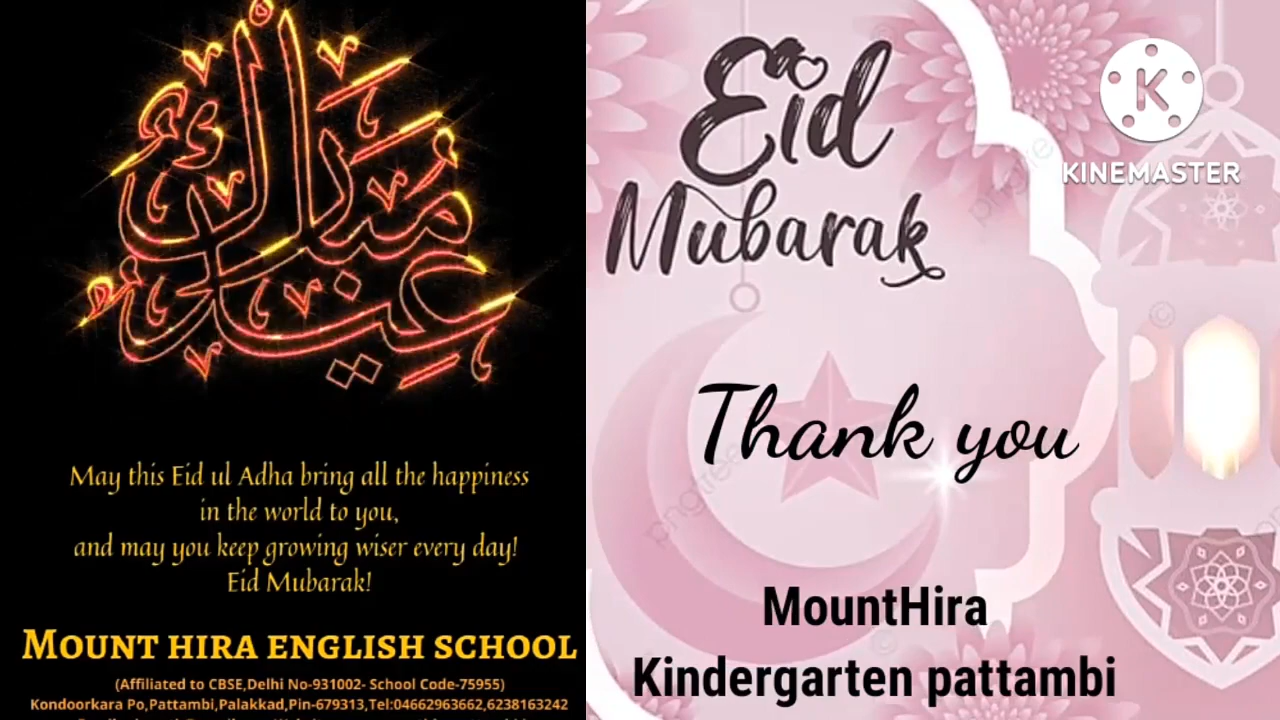 عيد مبارك
May this Eid ul Adha bring all the happiness
in the world to you,
and may you keep growing wiser every day!
Eid Mubarak!
MOUNT HIRA ENGLISH SCHOOL
(Affiliated to CBSE,Delhi No-931002- School Code-75955)
Kondoorkara Po,Pattambi,Palakkad,Pin-679313,Tel:04662963662,6238163242
Eid
Mubarak
Thank you
MountHira
Kindergarten pattambi
K
KINEMASTER
pngtree